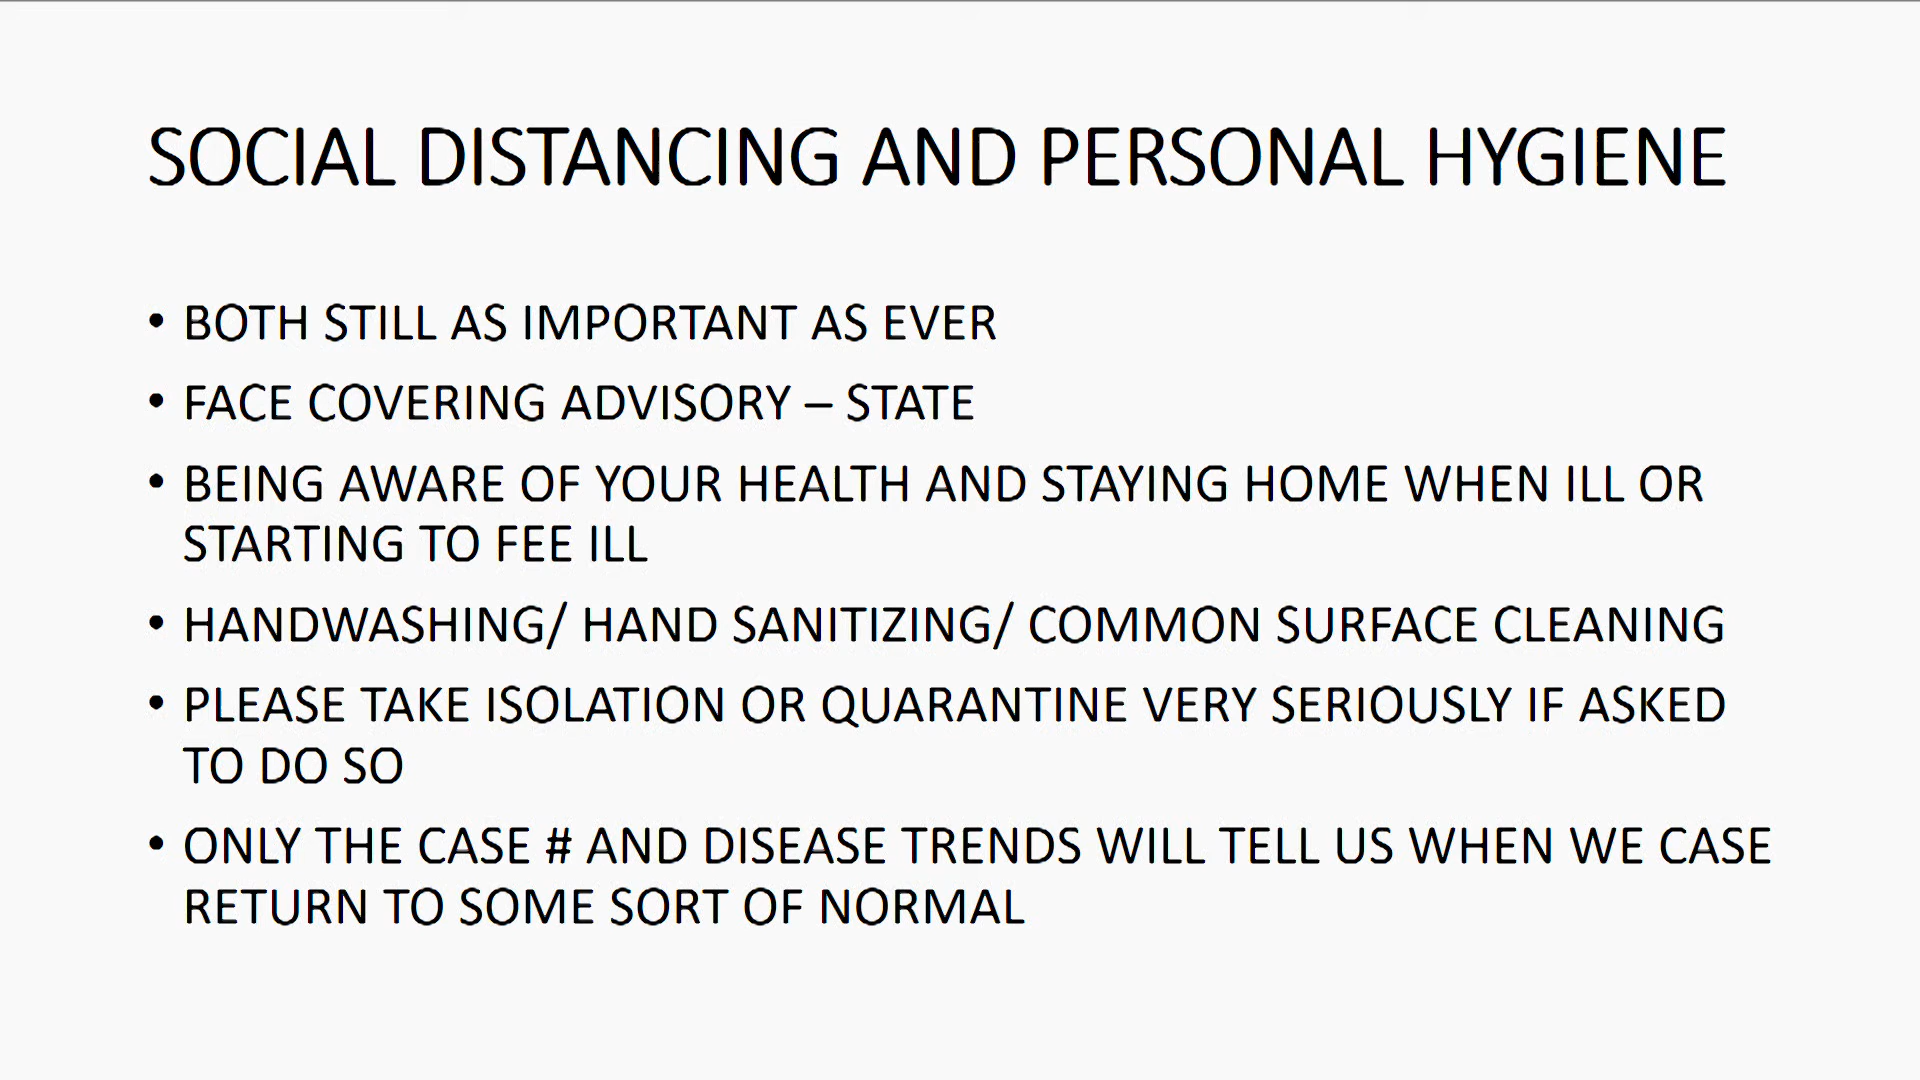 SOCIAL DISTANCING AND PERSONAL HYGIENE
• BOTH STILL AS IMPORTANT AS EVER
• FACE COVERING ADVISORY – STATE
• BEING AWARE OF YOUR HEALTH AND STAYING HOME WHEN ILL OR
STARTING TO FEE ILL
• HANDWASHING/ HAND SANITIZING/ COMMON SURFACE CLEANING
• PLEASE TAKE ISOLATION OR QUARANTINE VERY SERIOUSLY IF ASKED
TO DO SO
• ONLY THE CASE # AND DISEASE TRENDS WILL TELL US WHEN WE CASE
RETURN TO SOME SORT OF NORMAL